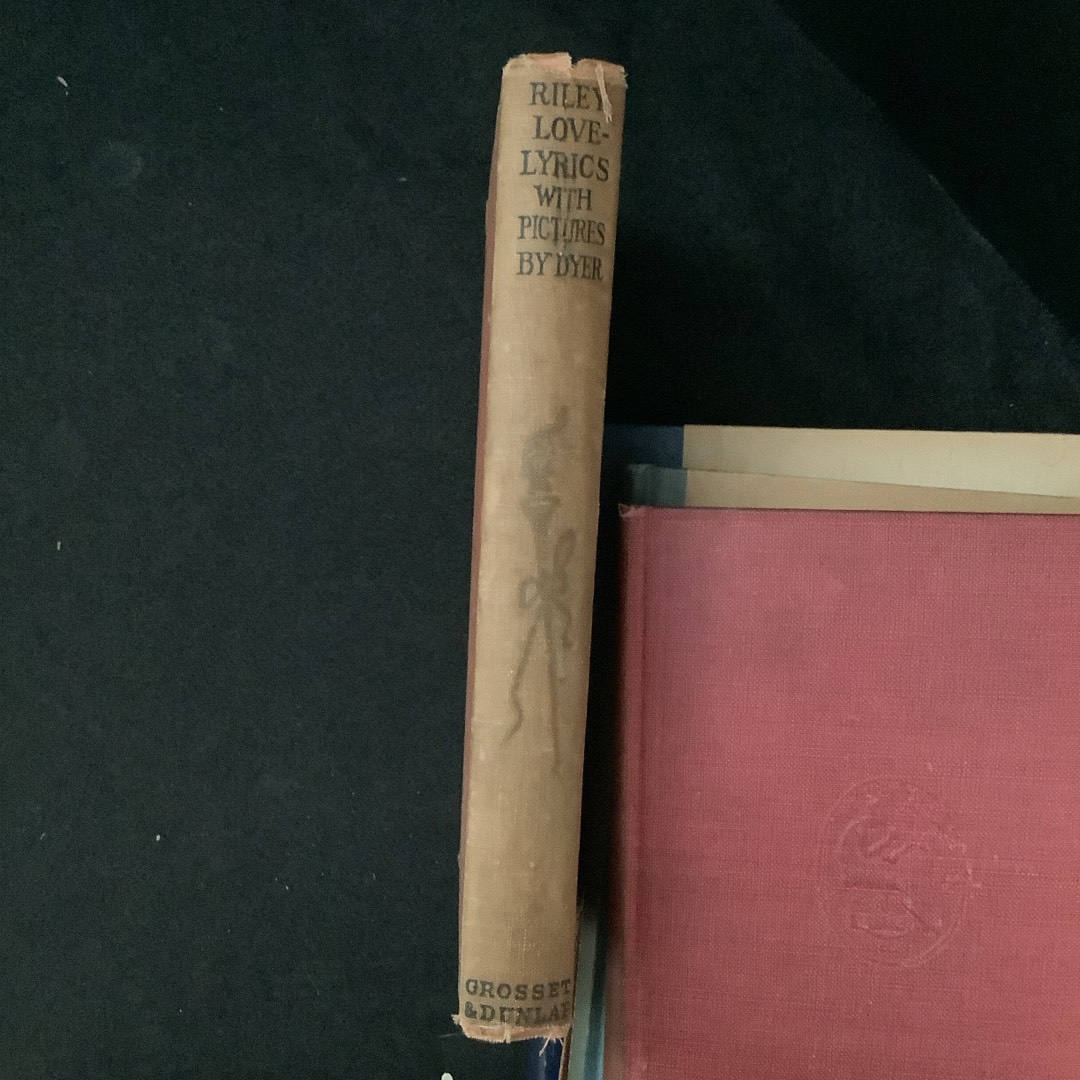 RILEY
LOVE-
LYRICS
WITH
PICTURES
BY DYER
GROSSET
& DUNLAP